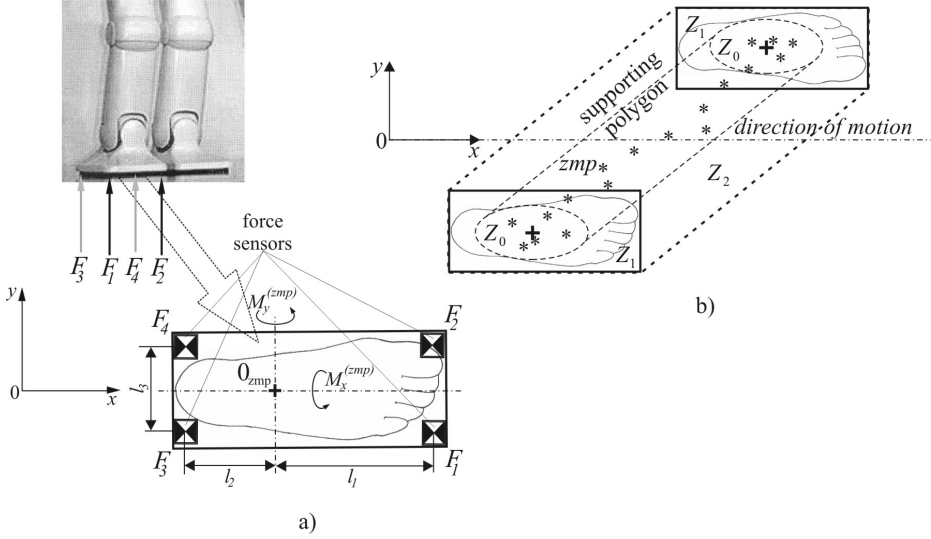 F3 F1 F4 F2
force
sensors
y
0
x
F4
My(zmp)
F2
0zmp
Mx(zmp)
l3
F3
l2
l1
F1
a)
Z1
Z0
y
supporting
polygon
0
x
direction of motion
zmp
Z2
Z0
Z1
b)